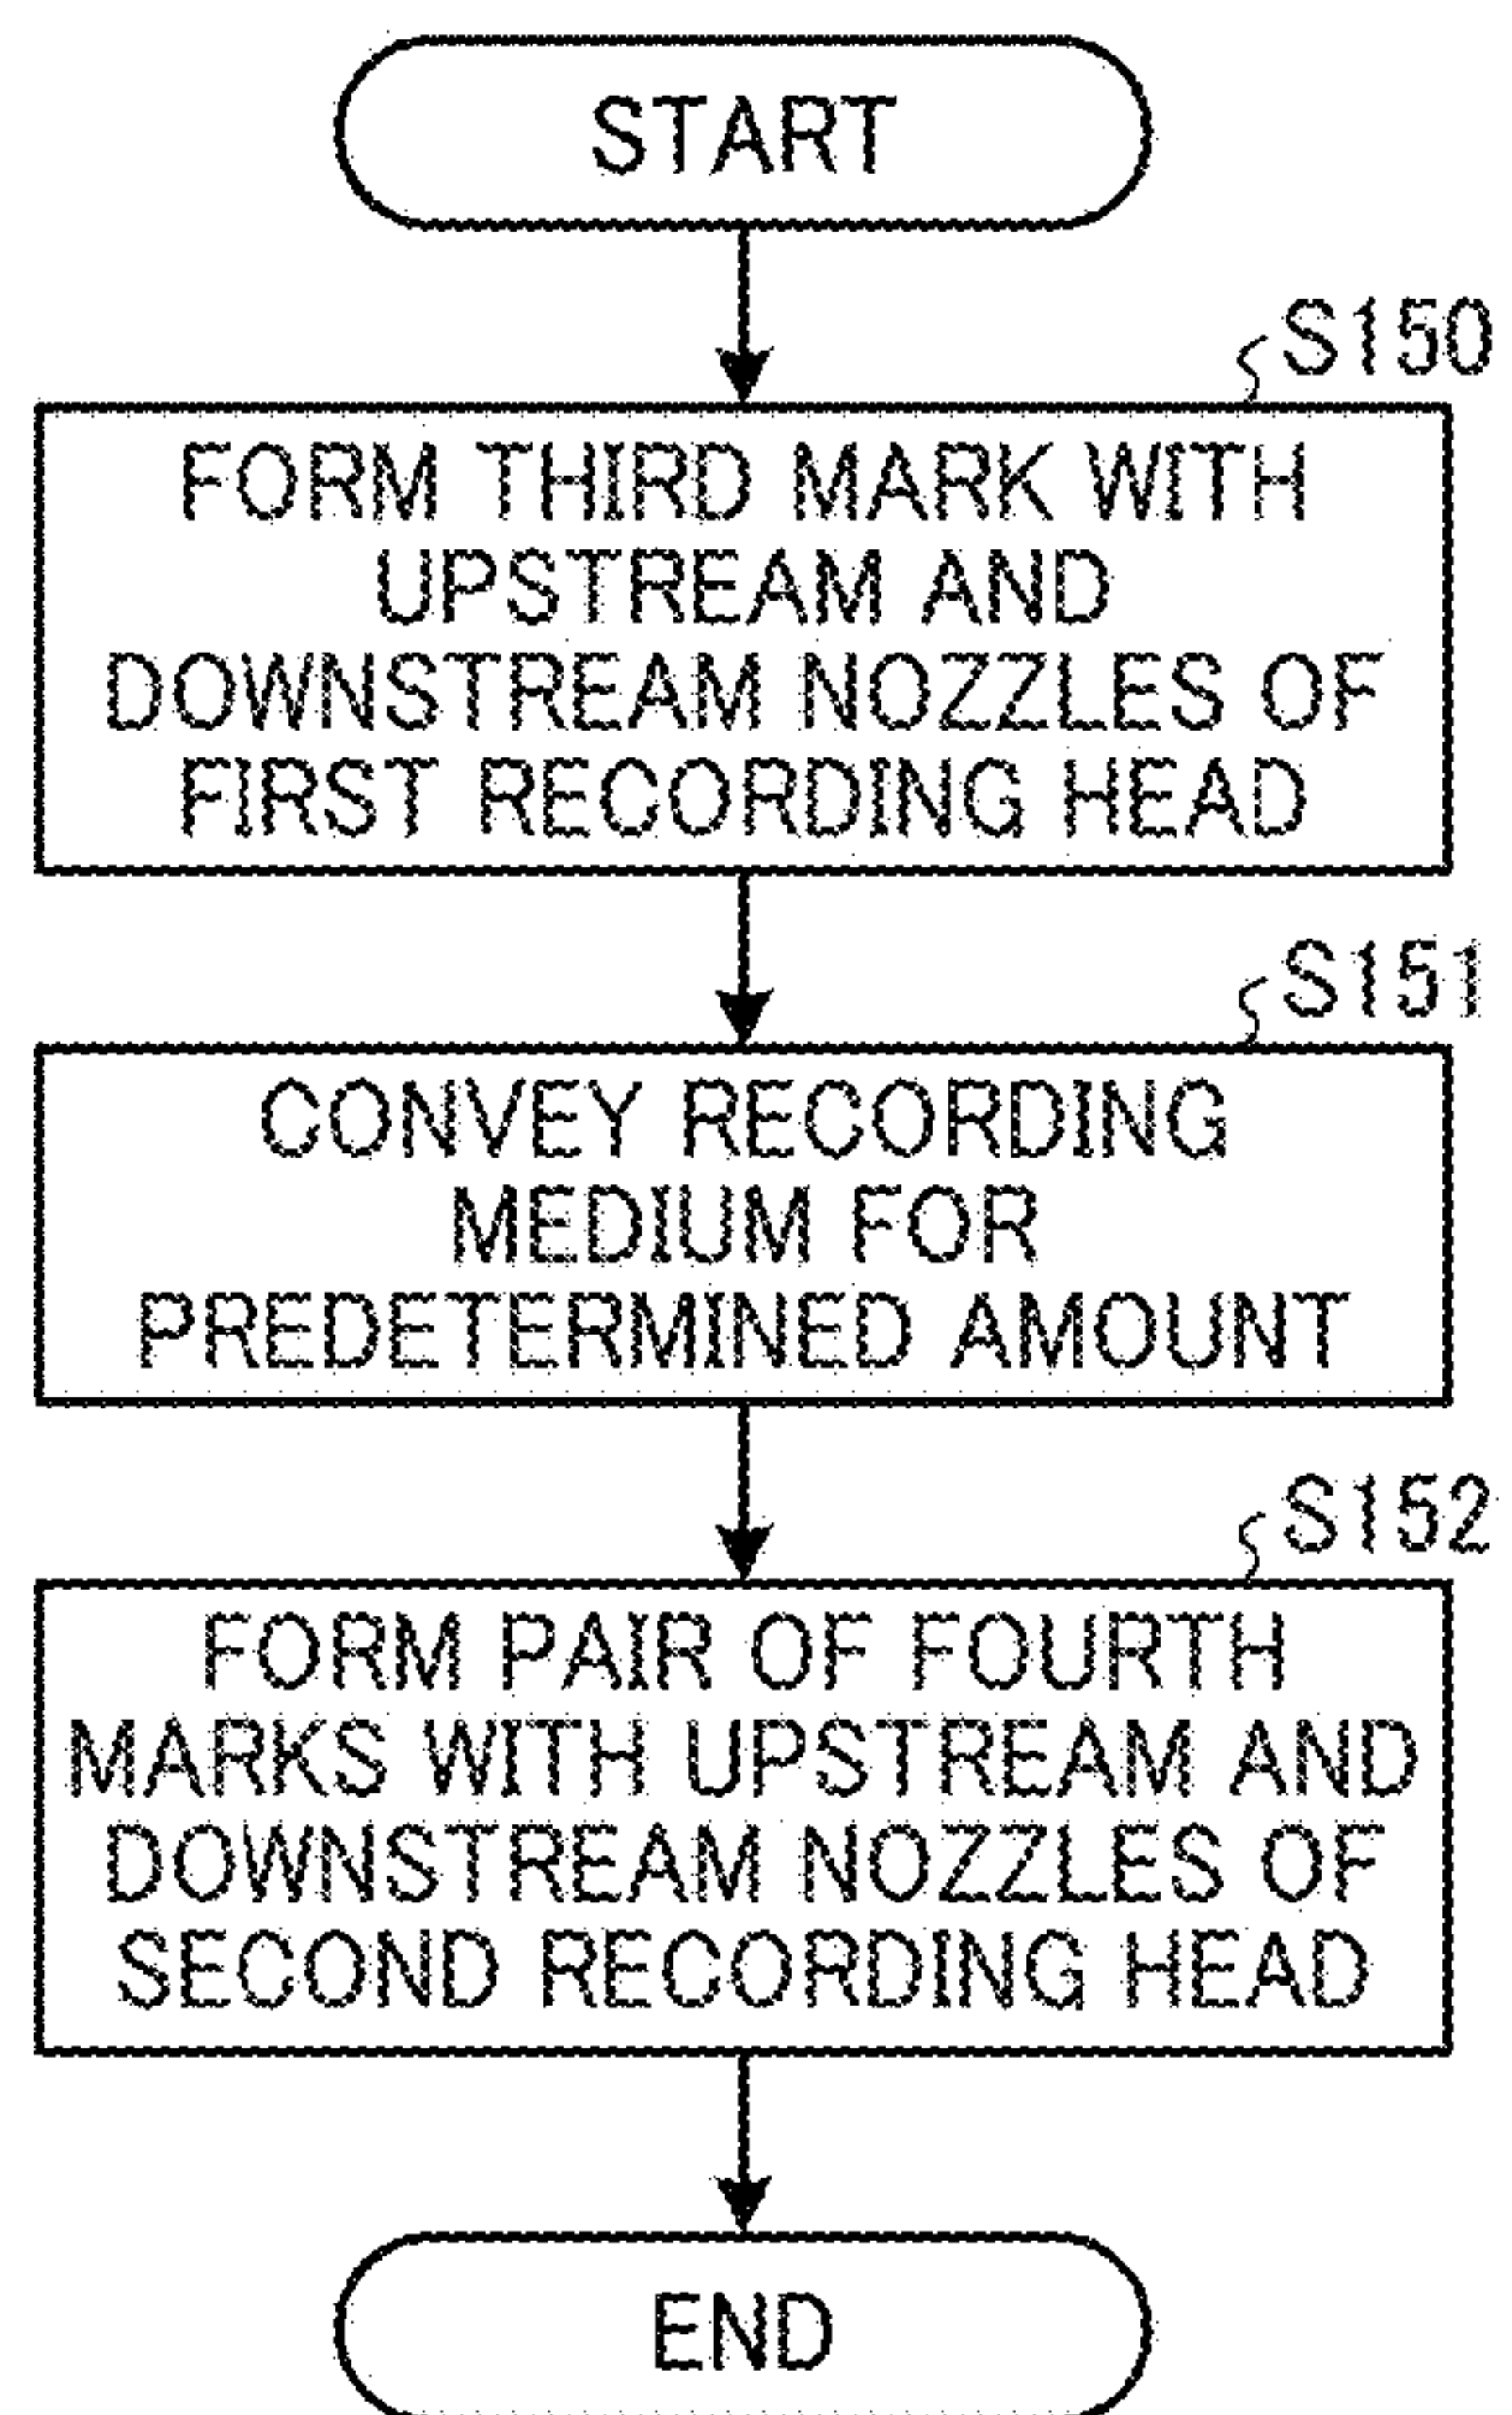 START
S150
FORM THIRD MARK WITH
UPSTREAM AND
DOWNSTREAM NOZZLES OF
FIRST RECORDING HEAD
S151
CONVEY RECORDING
MEDIUM FOR
PREDETERMINED AMOUNT
S152
FORM PAIR OF FOURTH
MARKS WITH UPSTREAM AND
DOWNSTREAM NOZZLES OF
SECOND RECORDING HEAD
END